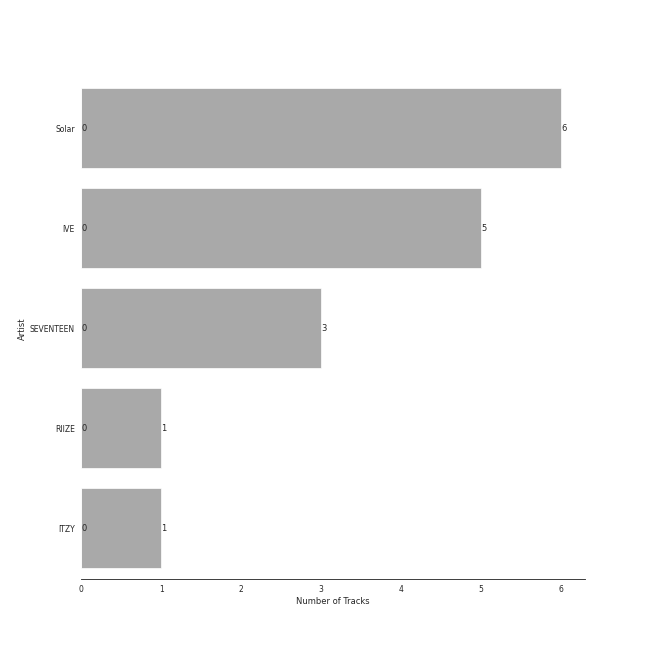 Solar 0 6
IVE 0 5
Artist
SEVENTEEN 0 3
RIIZE 0 1
ITZY 0 1
0 1 2 3 4 5 6
Number of Tracks